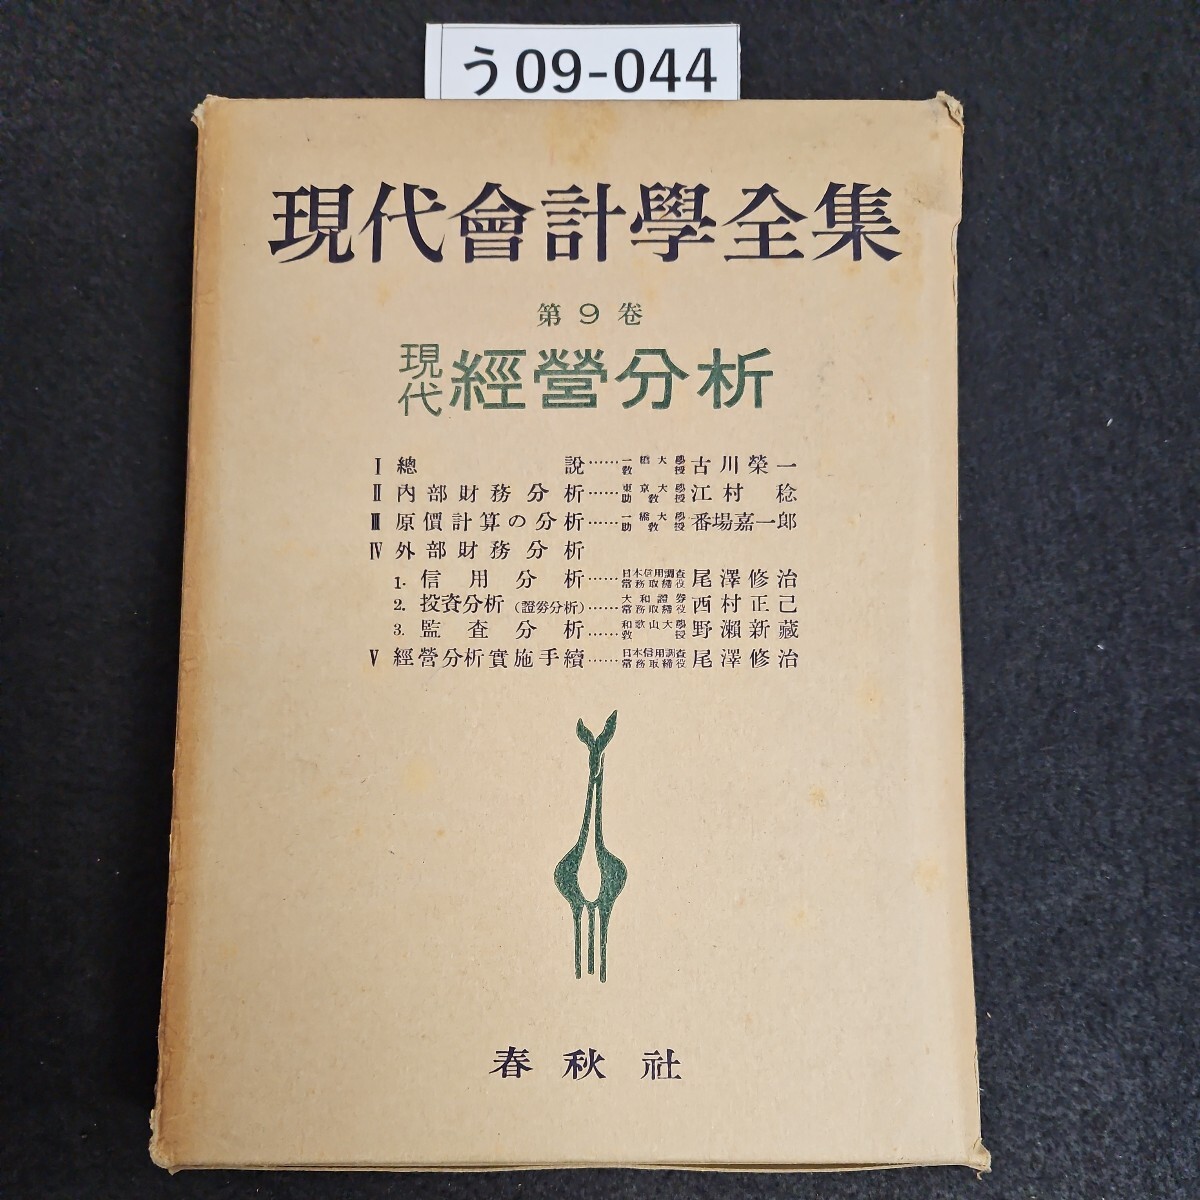 う09-044
現代會計學全集
第9卷
現代 經營分析
Ⅰ 總說……一橋大學教授 古川榮一
Ⅱ 內部財務分析……東京大學助教授 江村稔
Ⅲ 原價計算の分析……一橋大學助教授 番場嘉一郎
Ⅳ 外部財務分析
1. 信用分析……日本信用調査常務取締役 尾澤修治
2. 投資分析(證券分析)……大和證券常務取締役 西村正己
3. 監査分析……和歌山大學教授 野瀨新藏
Ⅴ 經營分析實施手續……日本信用調査常務取締役 尾澤修治
春秋社